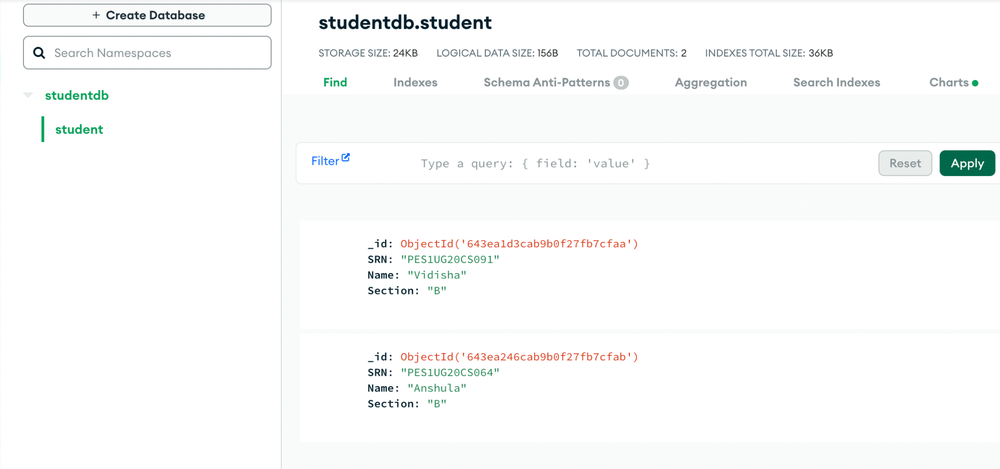 + Create Database
Search Namespaces
studentdb
student
studentdb.student
STORAGE SIZE: 24KB LOGICAL DATA SIZE: 156B TOTAL DOCUMENTS: 2 INDEXES TOTAL SIZE: 36KB
Find Indexes Schema Anti-Patterns 0 Aggregation Search Indexes Charts
Filter Type a query: { field: 'value' } Reset Apply
_id: ObjectId('643ea1d3cab9b0f27fb7cfaa')
SRN: "PES1UG20CS091"
Name: "Vidisha"
Section: "B"
_id: ObjectId('643ea246cab9b0f27fb7cfab')
SRN: "PES1UG20CS064"
Name: "Anshula"
Section: "B"